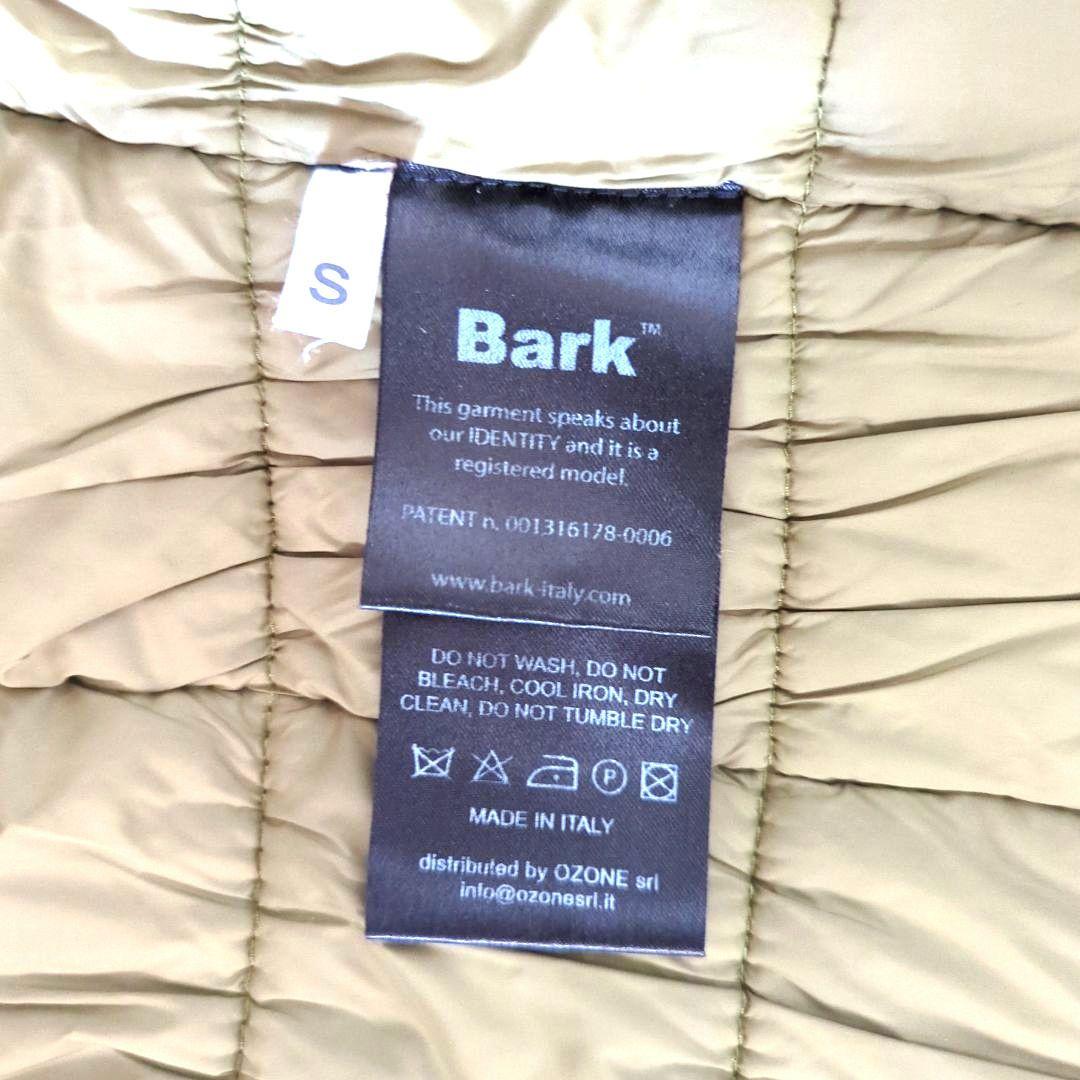 S
Bark™
This garment speaks about
our IDENTITY and it is a
registered model.
PATENT n. 001316178-0006
www.bark-italy.com
DO NOT WASH, DO NOT
BLEACH, COOL IRON, DRY
CLEAN, DO NOT TUMBLE DRY
P
MADE IN ITALY
distributed by OZONE srl
info@ozonesrl.it